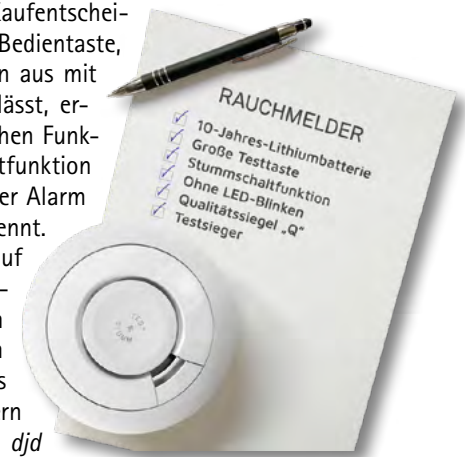 Kaufentschei-
Bedientaste,
n aus mit
lässt, er-
chen Funk-
tfunktion
er Alarm
ennt.
uf
-
n
n
s
ern
djd
RAUCHMELDER
10-Jahres-Lithiumbatterie
Große Testtaste
Stummschaltfunktion
Ohne LED-Blinken
Qualitätssiegel „Q“
Testsieger